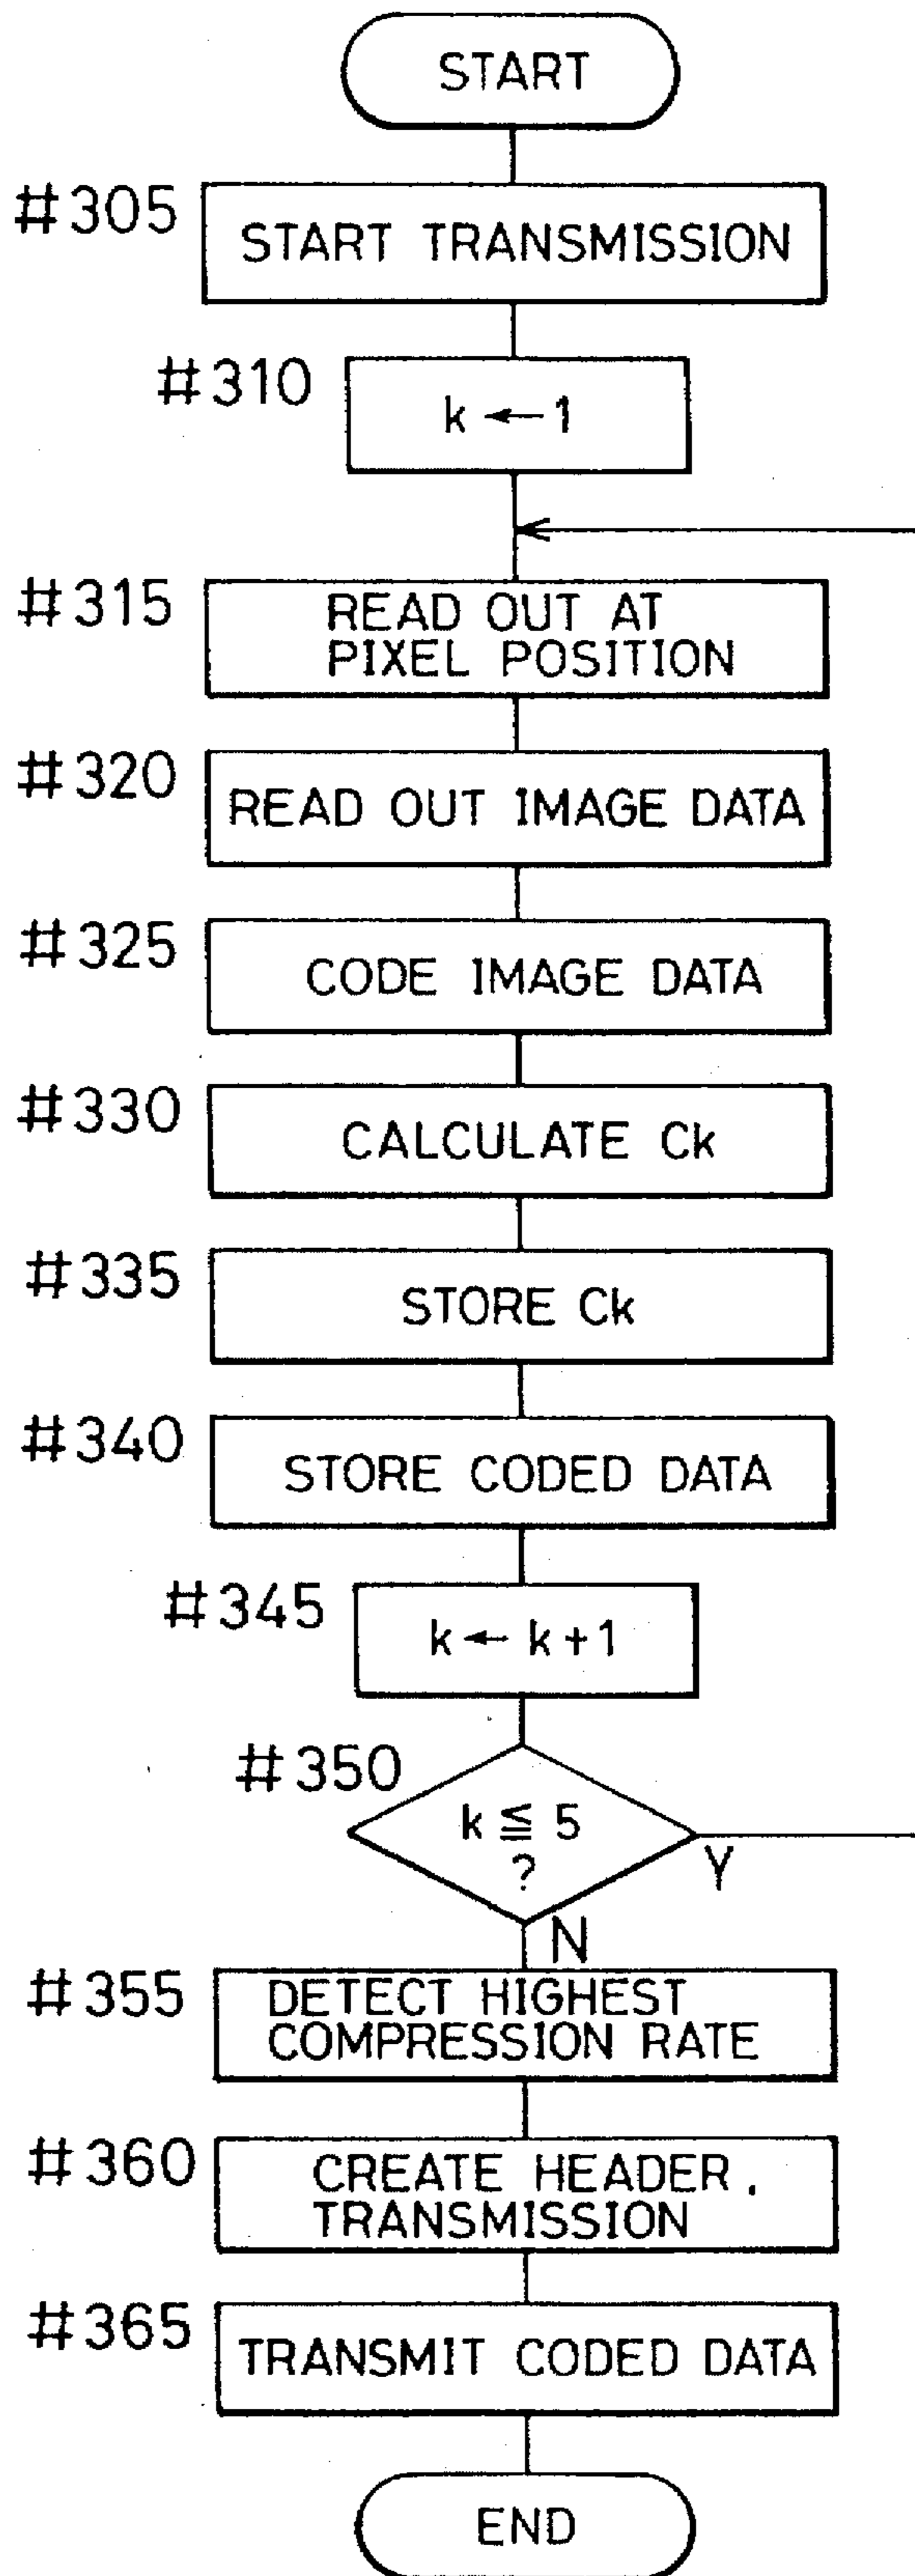 START
#305
START TRANSMISSION
#310
k ← 1
#315
READ OUT AT
PIXEL POSITION
#320
READ OUT IMAGE DATA
#325
CODE IMAGE DATA
#330
CALCULATE Ck
#335
STORE Ck
#340
STORE CODED DATA
#345
k ← k + 1
#350
k ≦ 5
?
Y
N
#355
DETECT HIGHEST
COMPRESSION RATE
#360
CREATE HEADER .
TRANSMISSION
#365
TRANSMIT CODED DATA
END